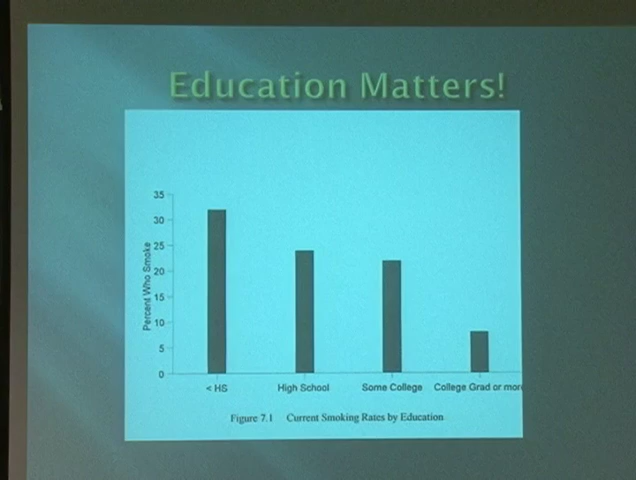 Education Matters!
35
30
25
20
15
10
5
0
Percent Who Smoke
< HS High School Some College College Grad or mor
Figure 7.1 Current Smoking Rates by Education